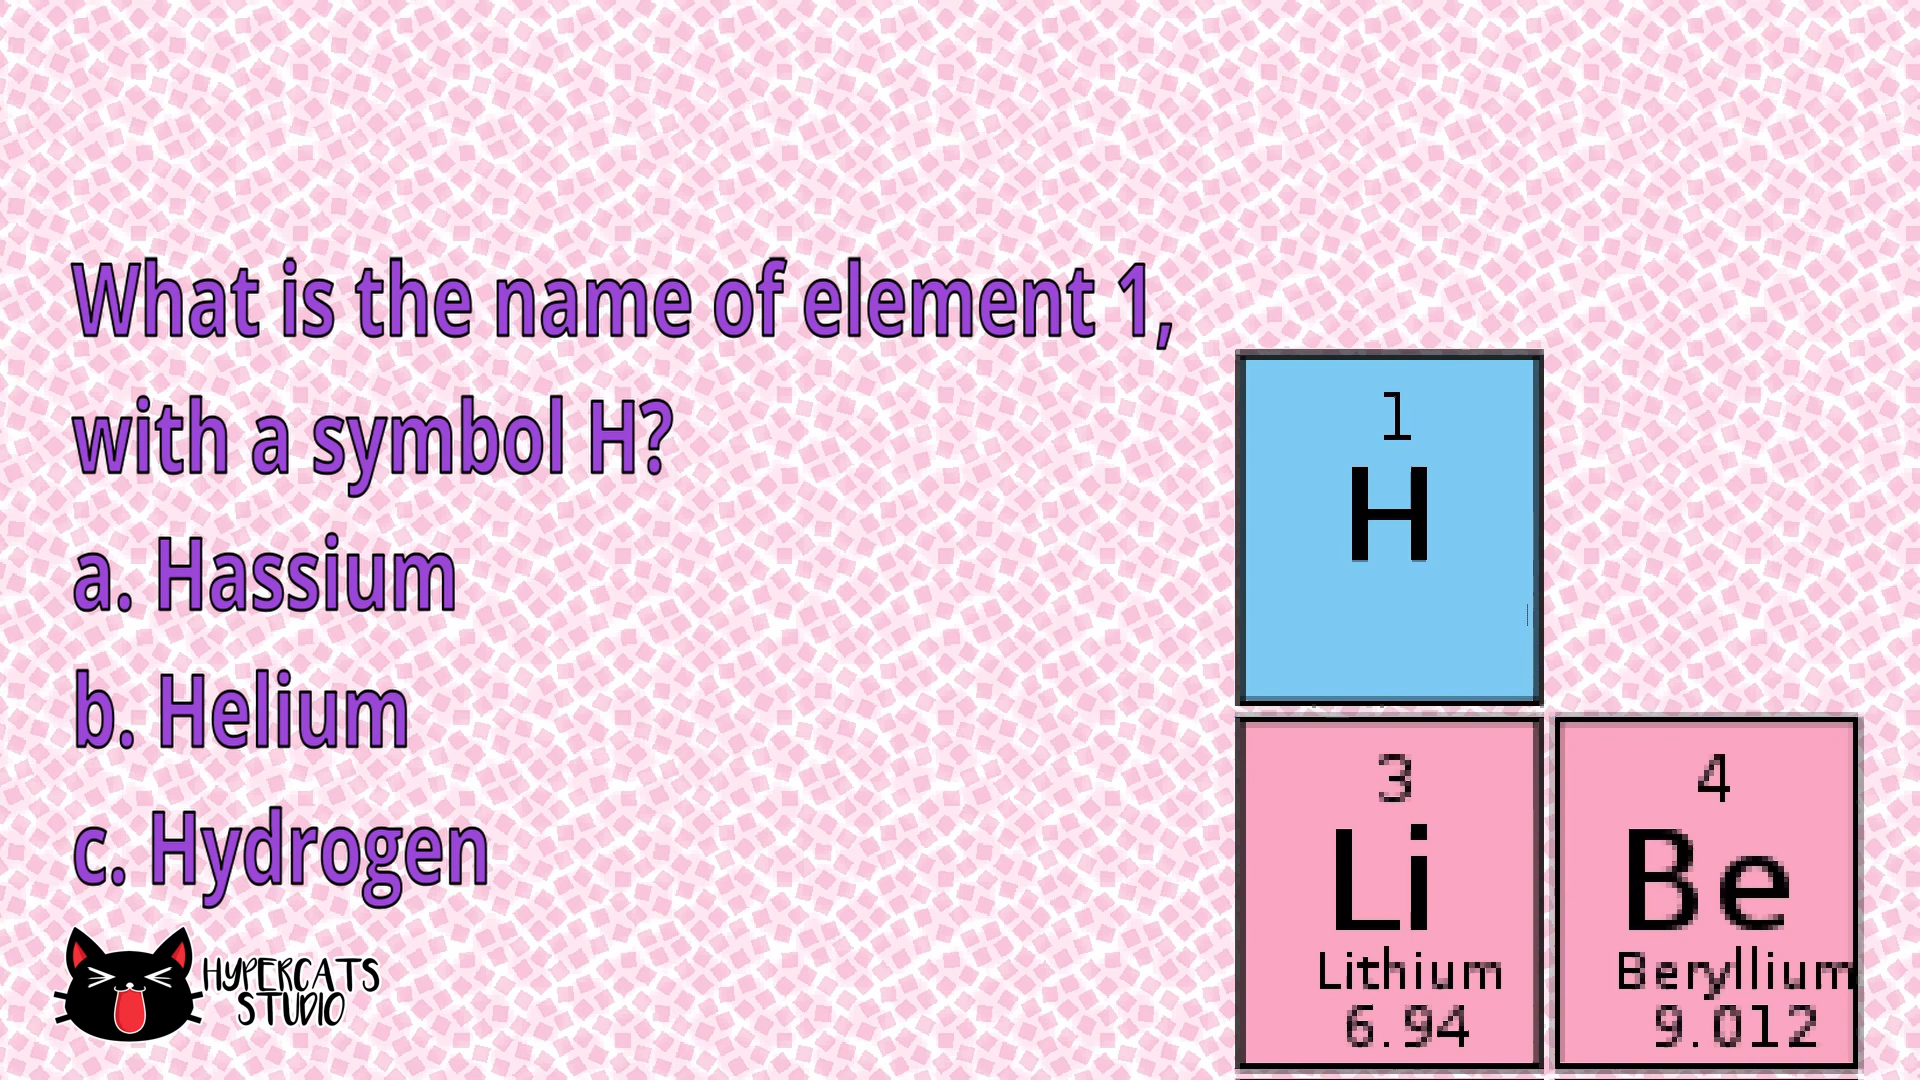 What is the name of element 1,
with a symbol H?
a. Hassium
b. Helium
c. Hydrogen
HYPERCATS
STUDIO
1
H
3
Li
Lithium
6.94
4
Be
Beryllium
9.012